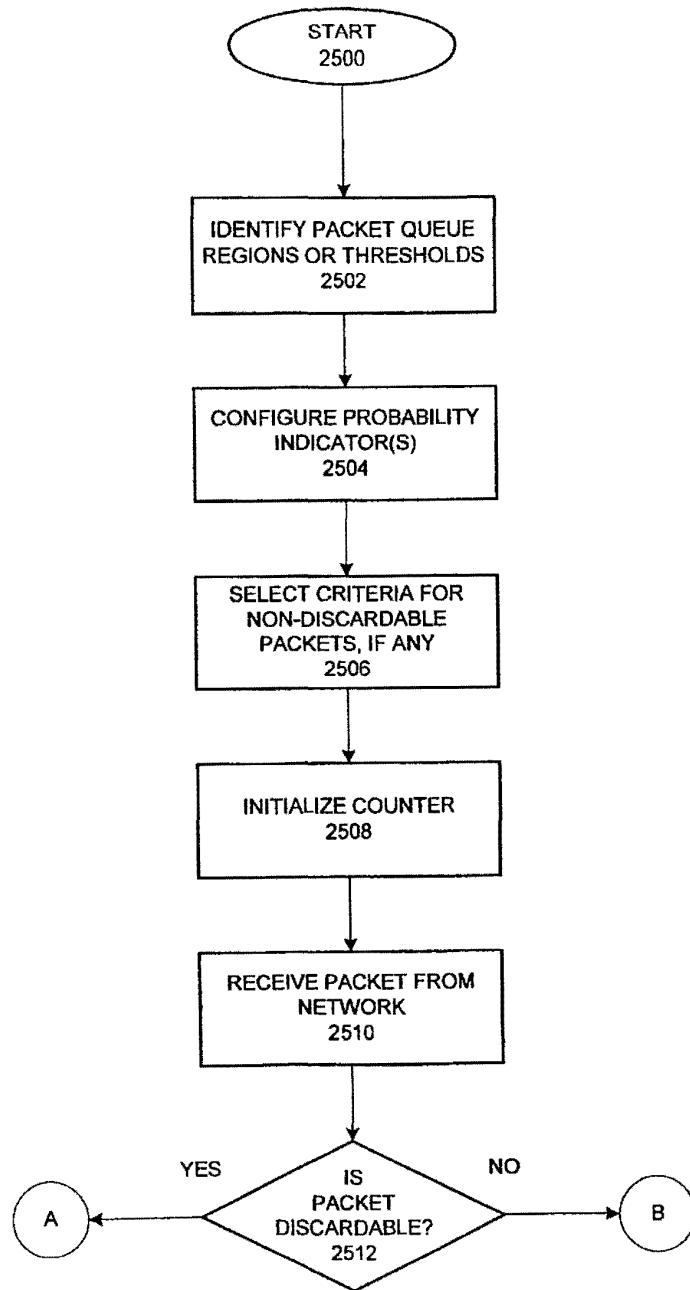 START
2500
IDENTIFY PACKET QUEUE
REGIONS OR THRESHOLDS
2502
CONFIGURE PROBABILITY
INDICATOR(S)
2504
SELECT CRITERIA FOR
NON-DISCARDABLE
PACKETS, IF ANY
2506
INITIALIZE COUNTER
2508
RECEIVE PACKET FROM
NETWORK
2510
YES
NO
IS
PACKET
DISCARDABLE?
2512
A
B